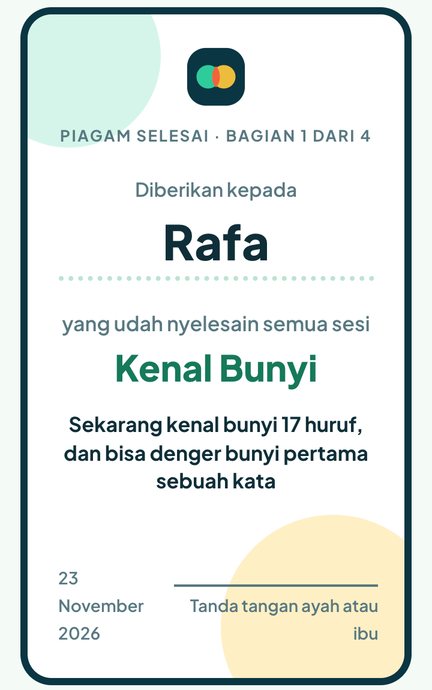 PIAGAM SELESAI · BAGIAN 1 DARI 4
Diberikan kepada
Rafa
yang udah nyelesain semua sesi
Kenal Bunyi
Sekarang kenal bunyi 17 huruf,
dan bisa denger bunyi pertama
sebuah kata
23
November
2026
Tanda tangan ayah atau
ibu